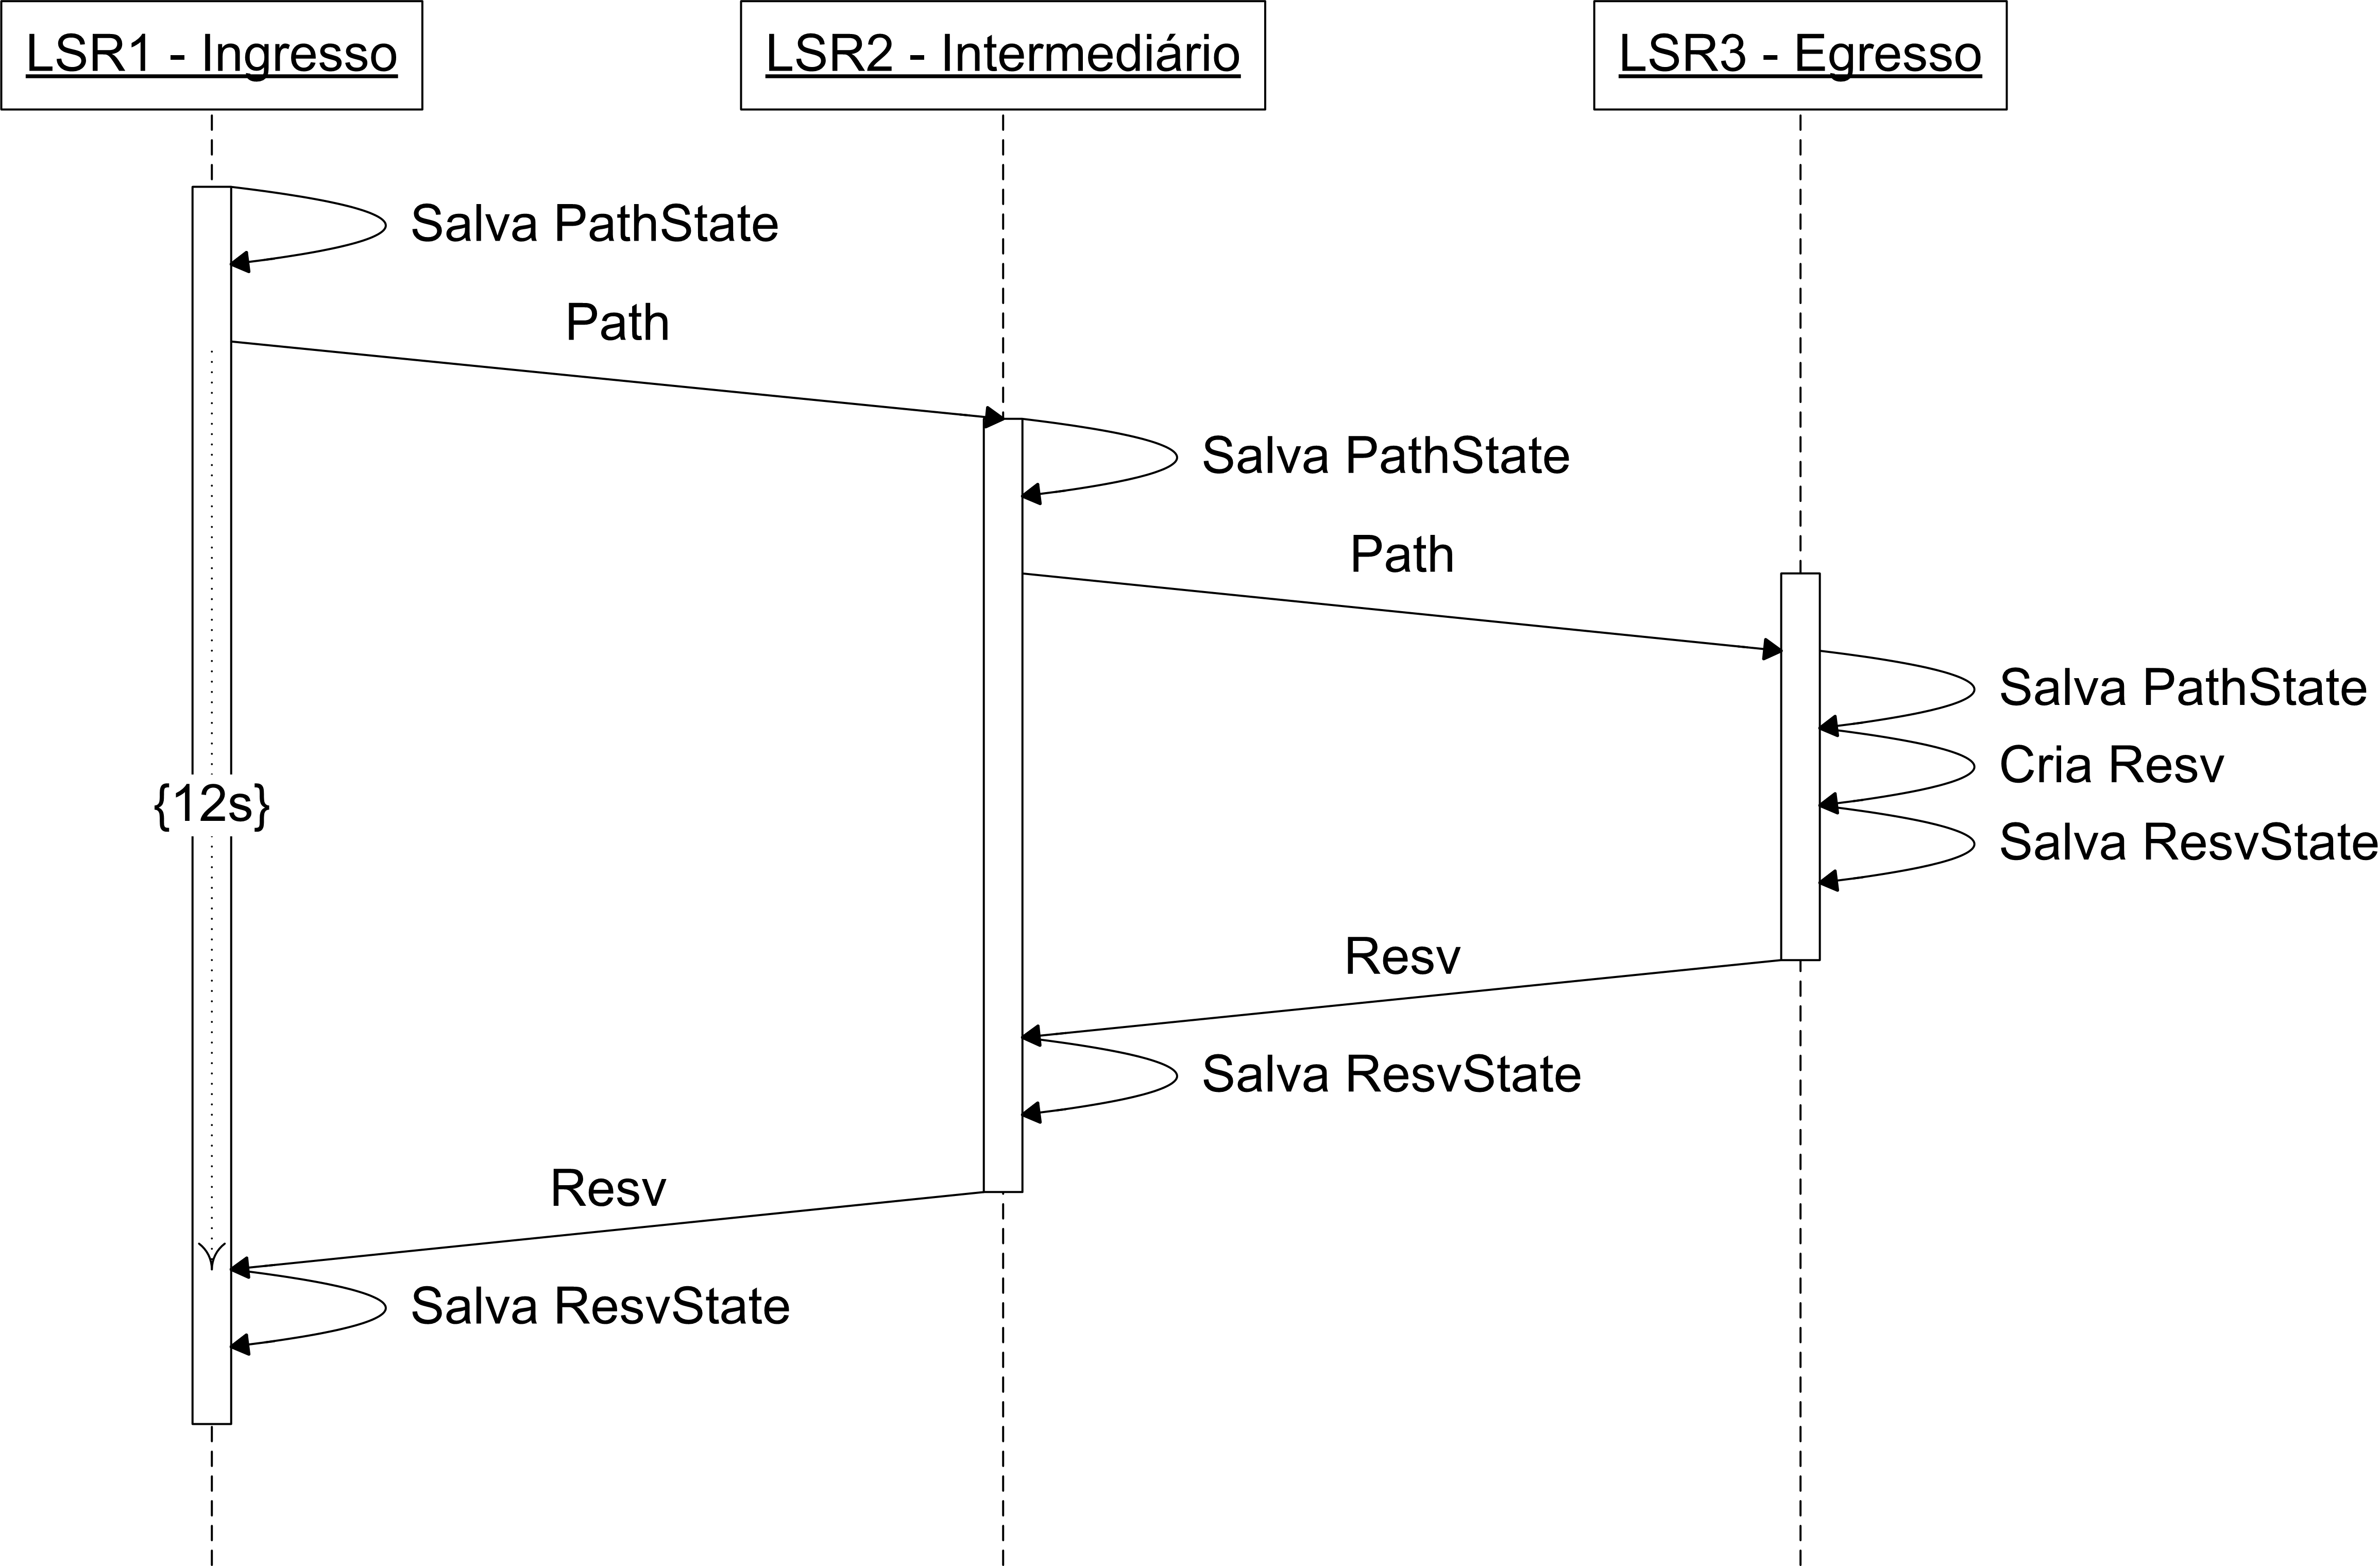 LSR1 - Ingresso
LSR2 - Intermediário
LSR3 - Egresso
Salva PathState
Path
Salva PathState
Path
Salva PathState
Cria Resv
{12s}
Salva ResvState
Resv
Salva ResvState
Resv
Salva ResvState